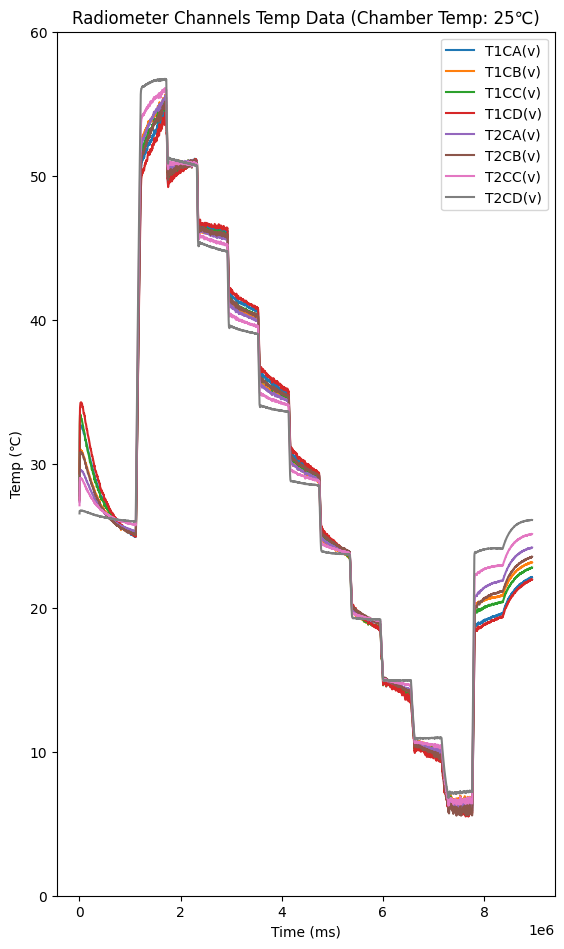 Radiometer Channels Temp Data (Chamber Temp: 25℃)
60
50
40
30
20
10
0
Temp (℃)
T1CA(v)
T1CB(v)
T1CC(v)
T1CD(v)
T2CA(v)
T2CB(v)
T2CC(v)
T2CD(v)
0 2 4 6 8
1e6
Time (ms)